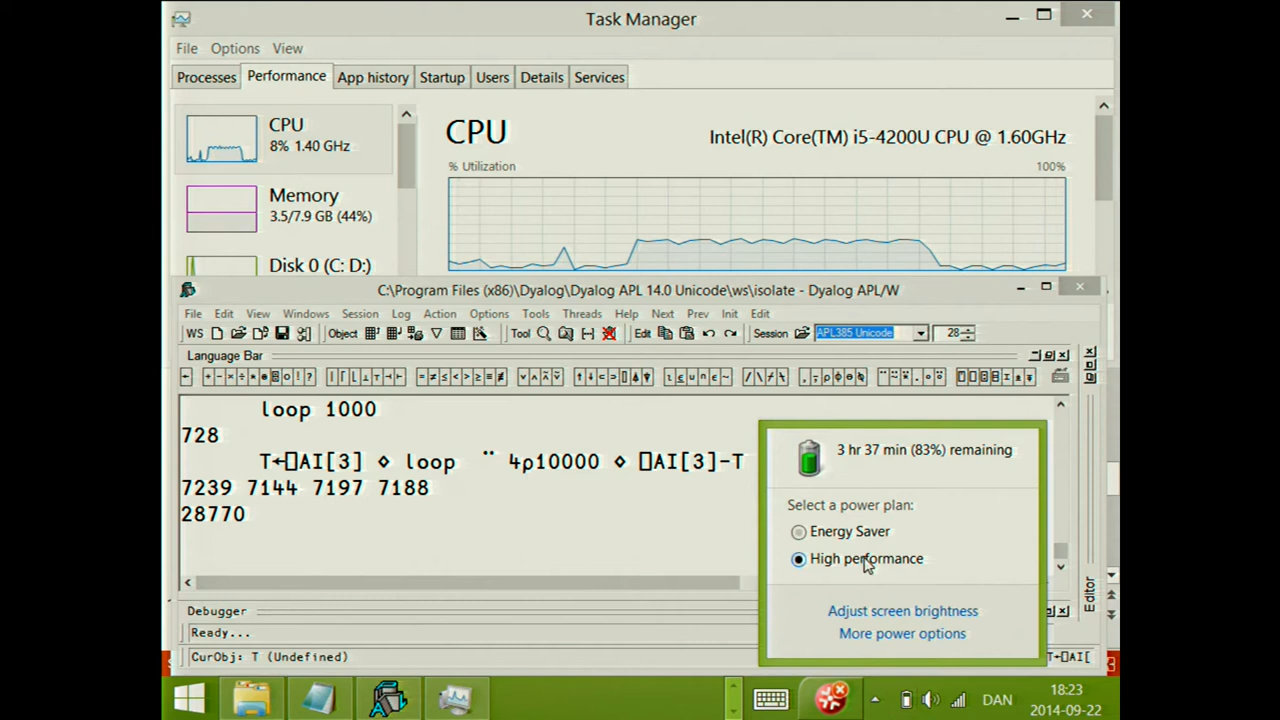 Task Manager
File Options View
Processes Performance App history Startup Users Details Services
CPU
8% 1.40 GHz
Memory
3.5/7.9 GB (44%)
Disk 0 (C: D:)
CPU
Intel(R) Core(TM) i5-4200U CPU @ 1.60GHz
% Utilization 100%
C:\Program Files (x86)\Dyalog\Dyalog APL 14.0 Unicode\ws\isolate - Dyalog APL/W
File Edit View Windows Session Log Action Options Tools Threads Help Next Prev Init Edit
WS Object Tool Edit Session APL385 Unicode 28
Language Bar
loop 1000
728
T←⎕AI[3] ⋄ loop ¨ 4⍴10000 ⋄ ⎕AI[3]-T
7239 7144 7197 7188
28770
3 hr 37 min (83%) remaining
Select a power plan:
Energy Saver
High performance
Adjust screen brightness
More power options
Editor
Debugger
Ready...
CurObj: T (Undefined)
T←⎕AI[
DAN
18:23
2014-09-22